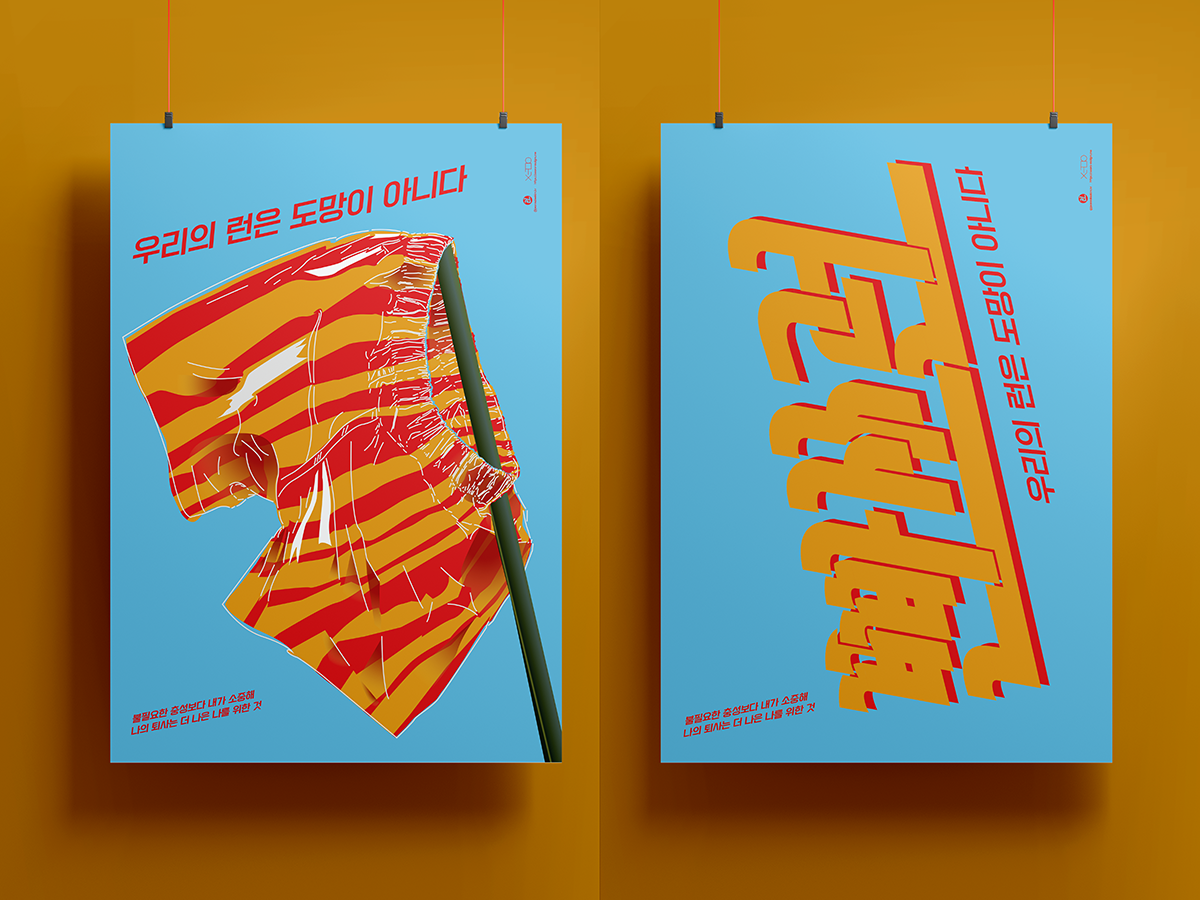 우리의 런은 도망이 아니다
불필요한 충성보다 내가 소중해
나의 퇴사는 더 나은 나를 위한 것
빤쓰런
우리의 런은 도망이 아니다
불필요한 충성보다 내가 소중해
나의 퇴사는 더 나은 나를 위한 것